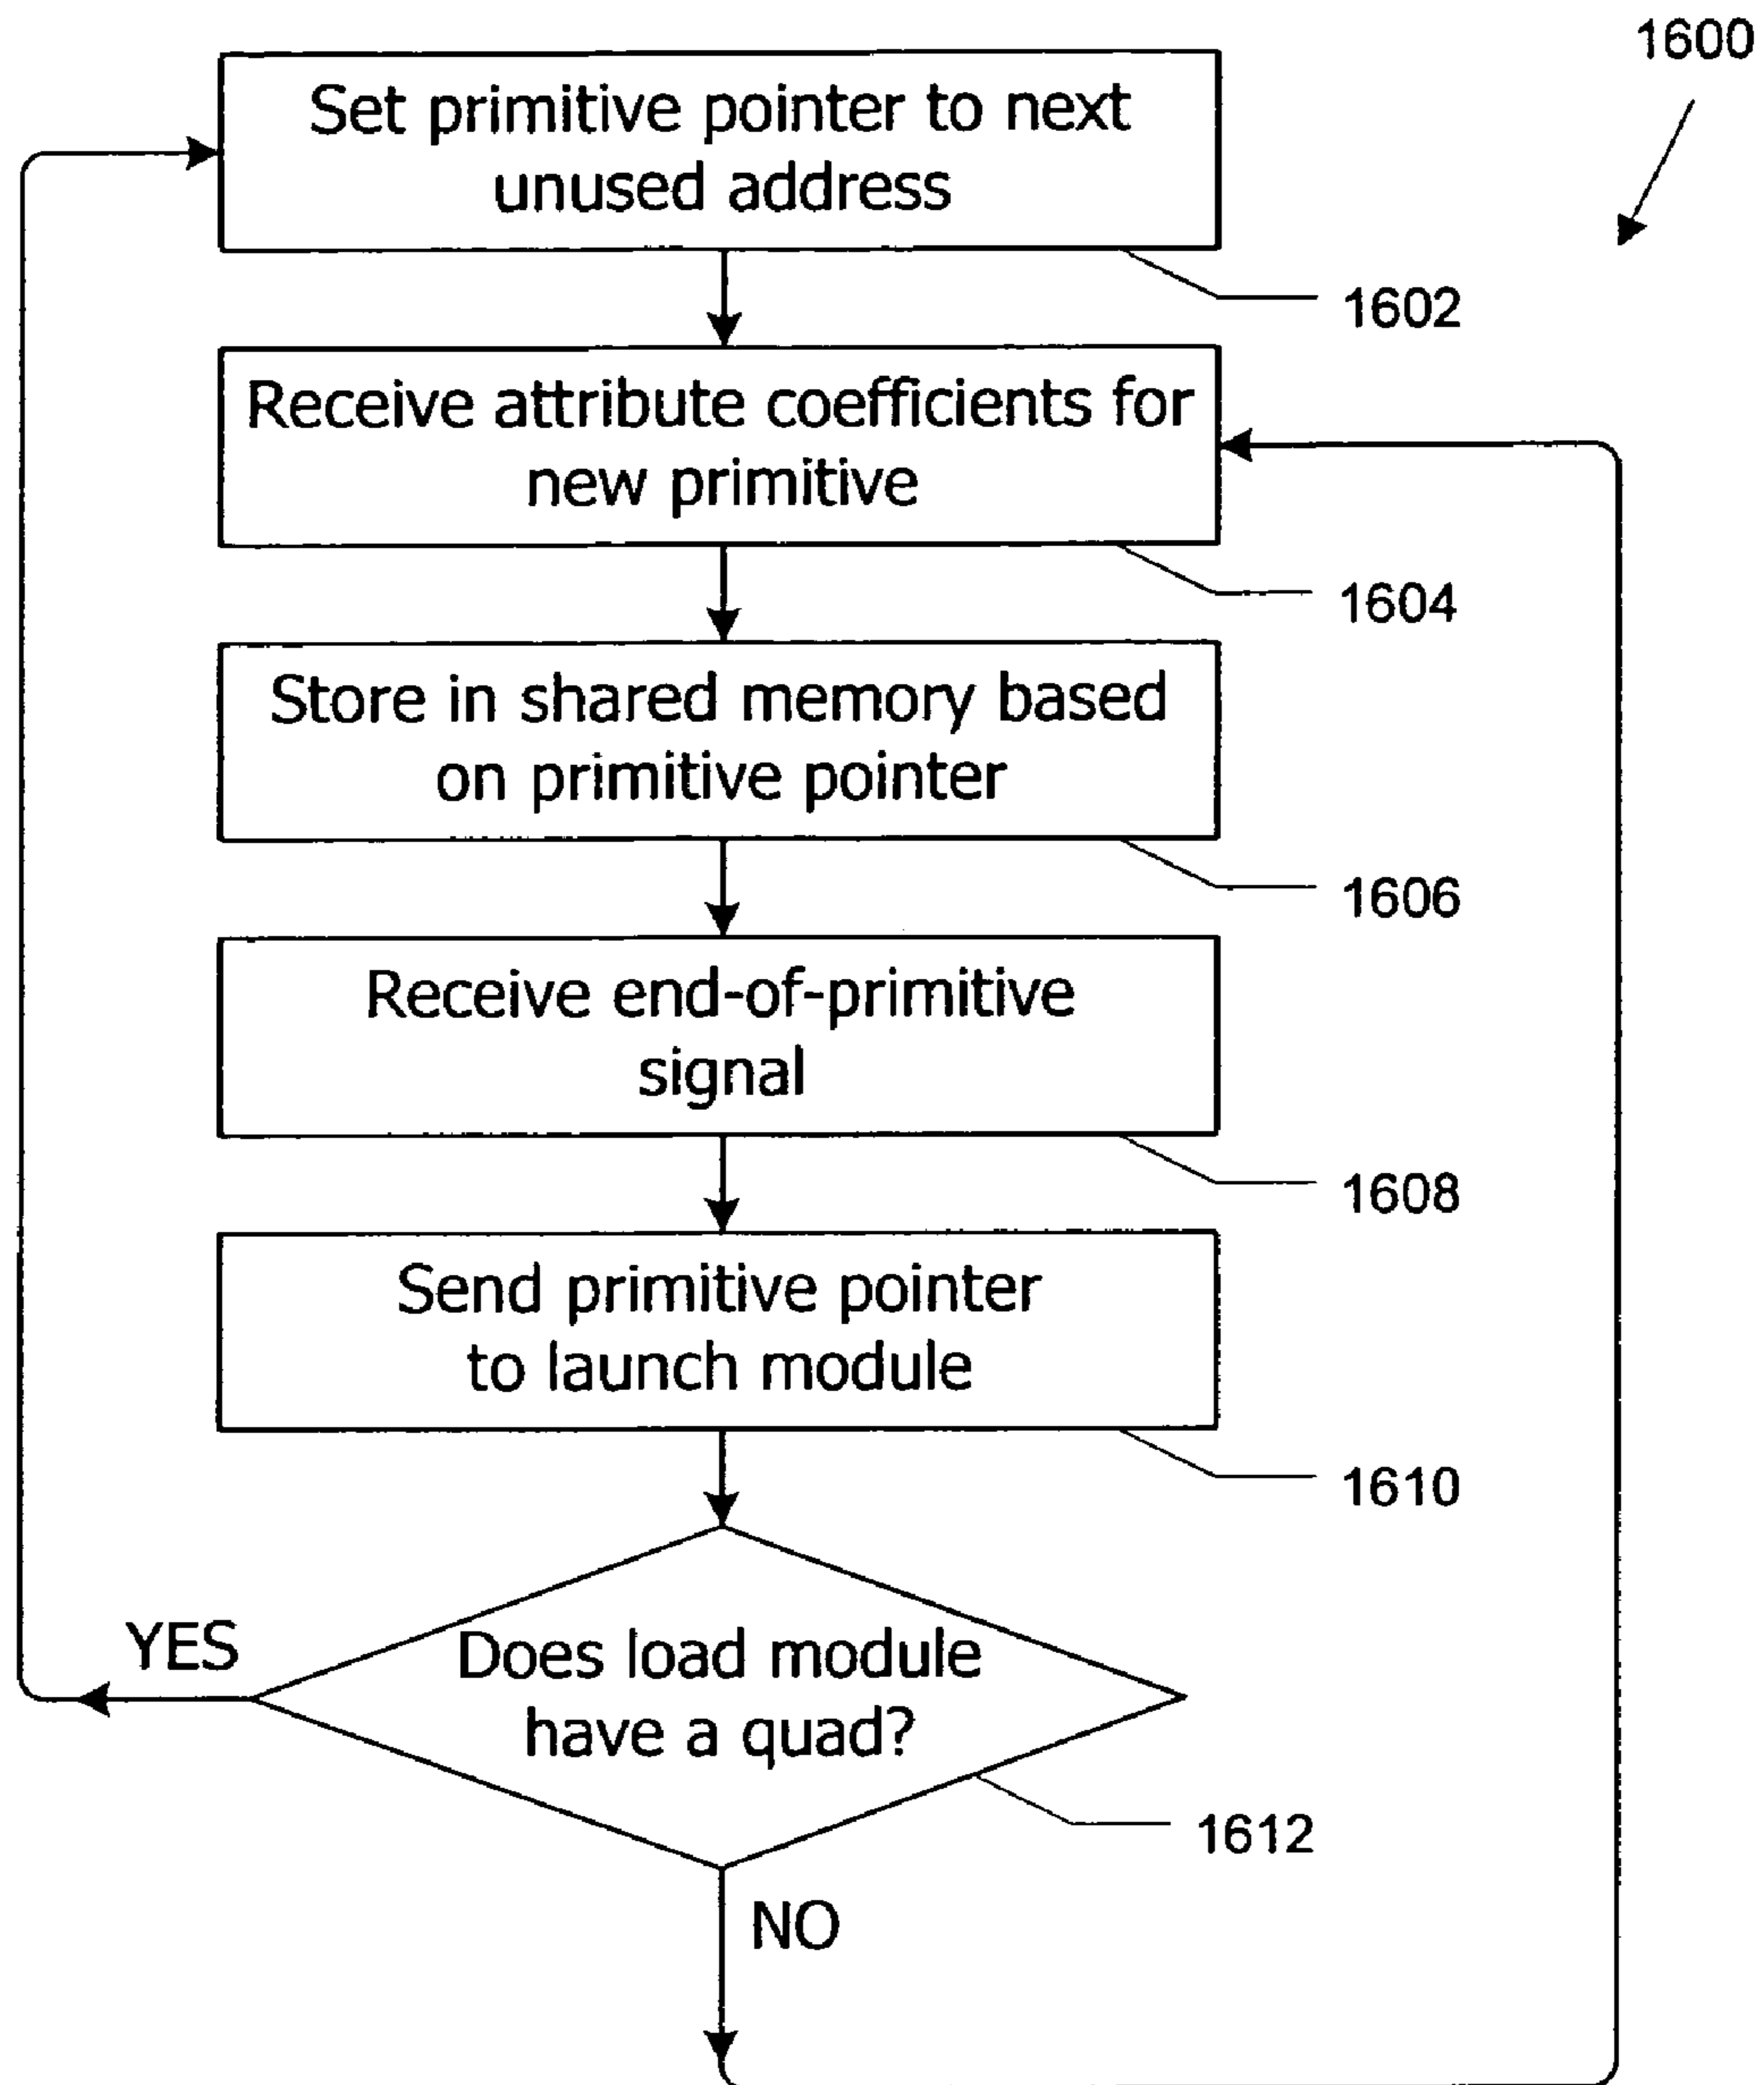 1600
Set primitive pointer to next
unused address
1602
Receive attribute coefficients for
new primitive
1604
Store in shared memory based
on primitive pointer
1606
Receive end-of-primitive
signal
1608
Send primitive pointer
to launch module
1610
YES
Does load module
have a quad?
1612
NO